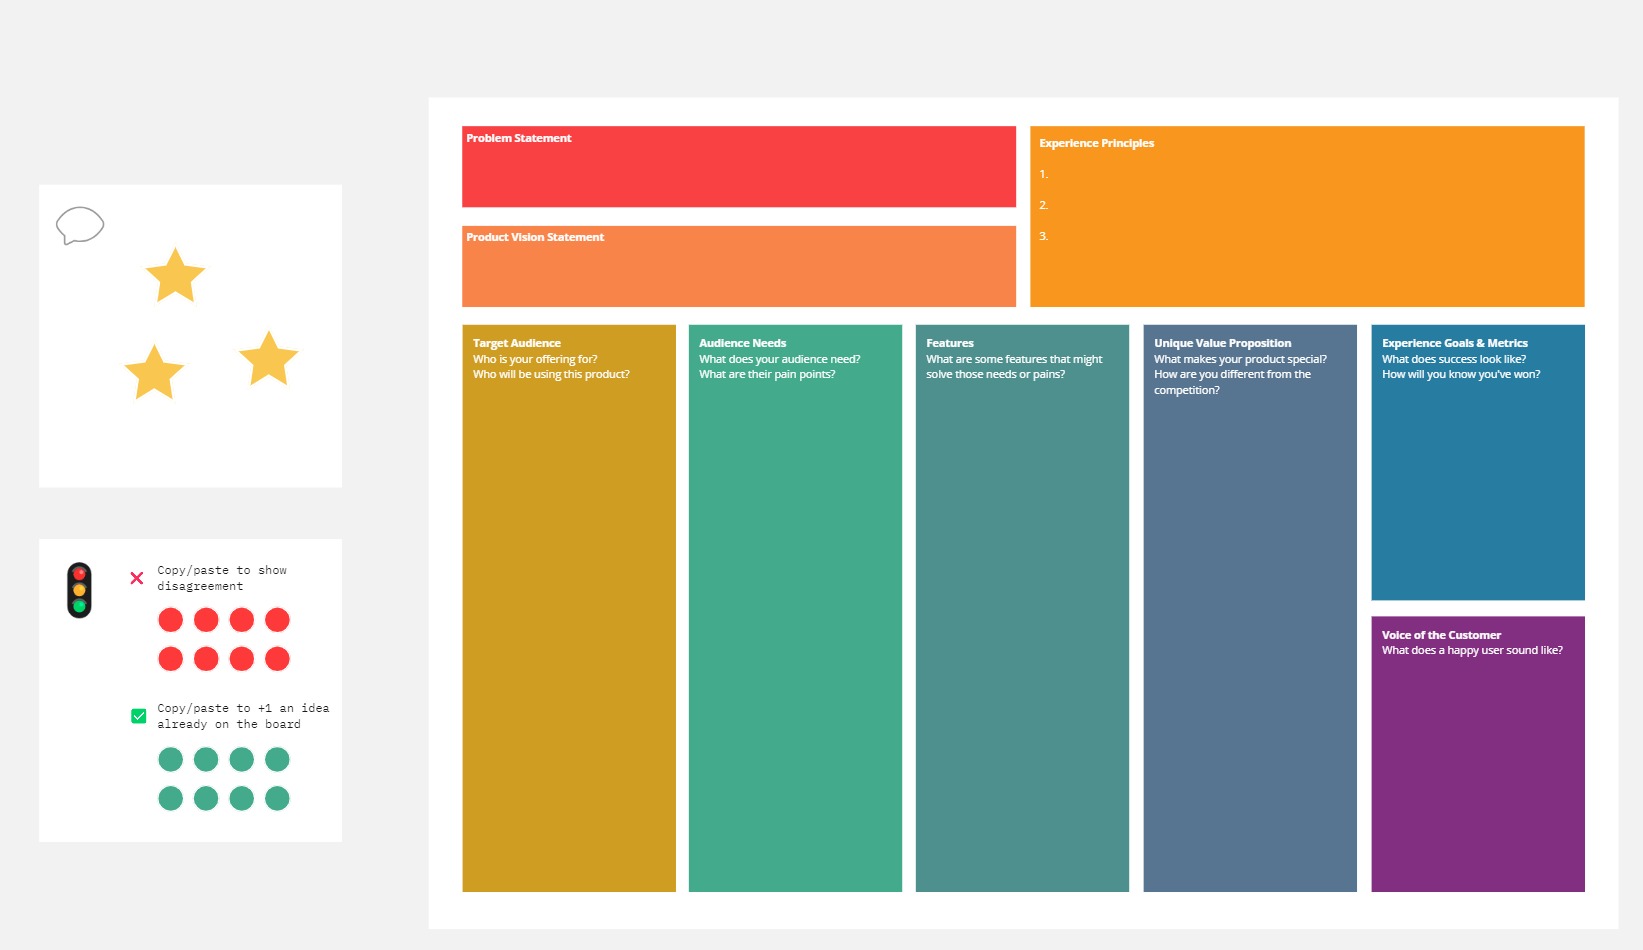 Problem Statement
Product Vision Statement
Experience Principles
1.
2.
3.
Target Audience
Who is your offering for?
Who will be using this product?
Audience Needs
What does your audience need?
What are their pain points?
Features
What are some features that might
solve those needs or pains?
Unique Value Proposition
What makes your product special?
How are you different from the
competition?
Experience Goals & Metrics
What does success look like?
How will you know you've won?
Voice of the Customer
What does a happy user sound like?
Copy/paste to show
disagreement
Copy/paste to +1 an idea
already on the board